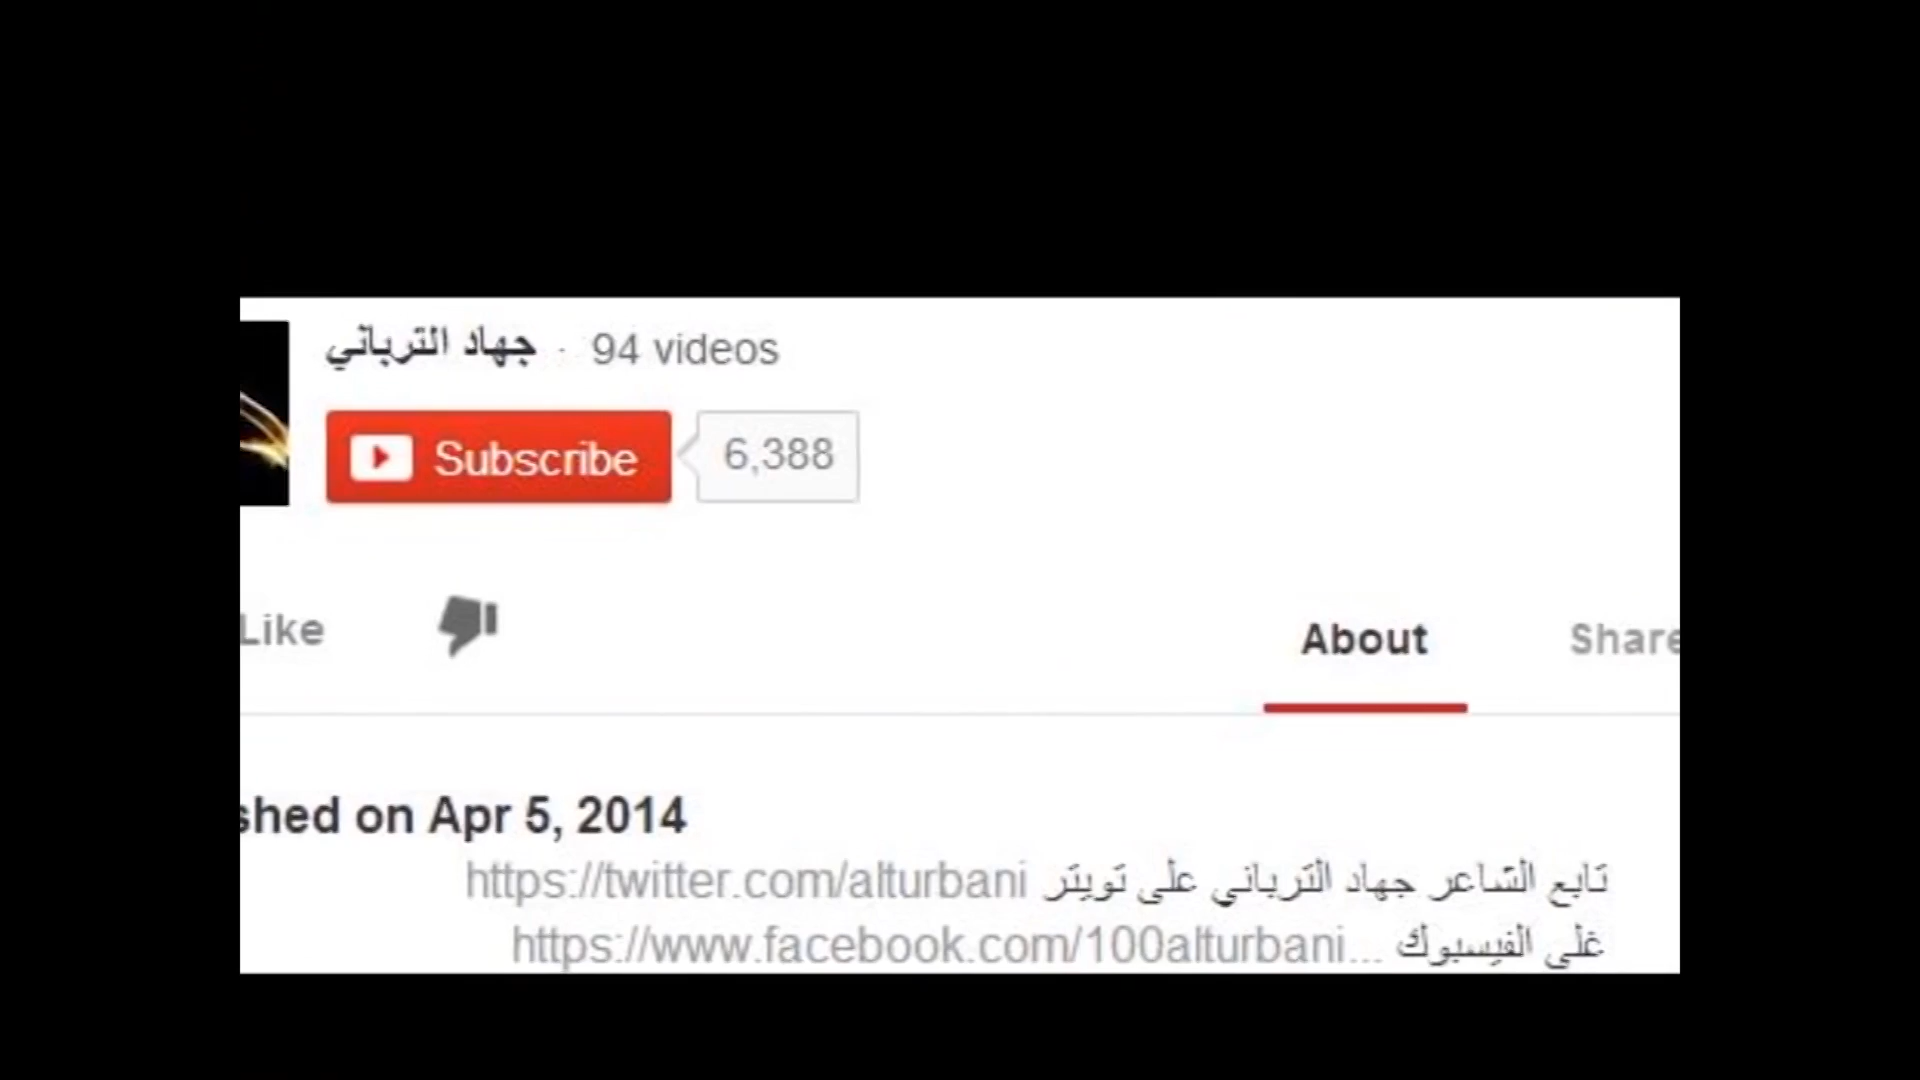 جهاد الترباني · 94 videos
Subscribe 6,388
Like
About Share
shed on Apr 5, 2014
تابع الشاعر جهاد الترباني على تويتر https://twitter.com/alturbani
غلى الفيسبوك https://www.facebook.com/100alturbani...